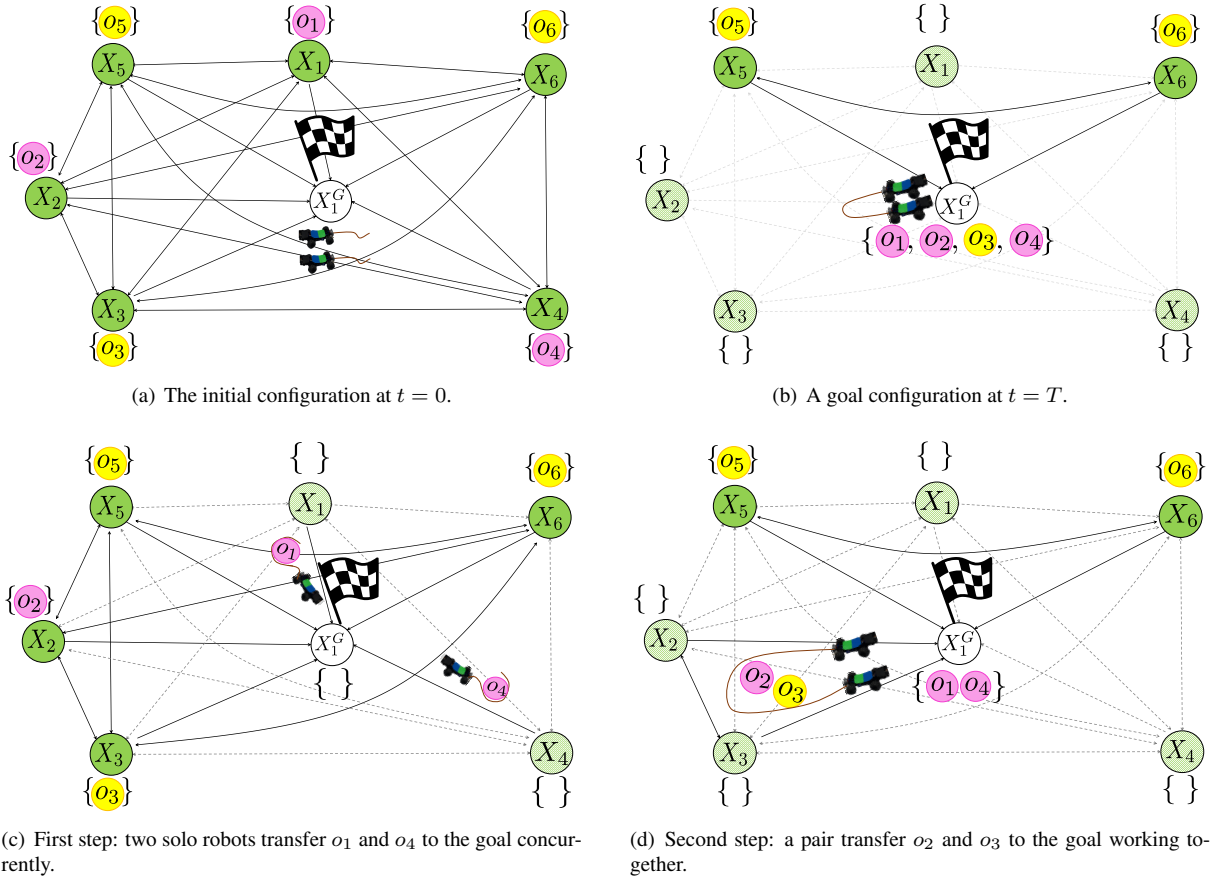 {o₅} {o₁} {o₆}
X₅ X₁ X₆
{o₂}
X₂ X₁ᴳ
X₃ X₄
{o₃} {o₄}
(a) The initial configuration at t = 0.
{o₅} { } {o₆}
X₅ X₁ X₆
{ }
X₂ X₁ᴳ
{o₁, o₂, o₃, o₄}
X₃ X₄
{ } { }
(b) A goal configuration at t = T.
{o₅} { } {o₆}
X₅ X₁ X₆
o₁
{o₂}
X₂ X₁ᴳ
{ } o₄
X₃ X₄
{o₃} { }
(c) First step: two solo robots transfer o₁ and o₄ to the goal concur-
rently.
{o₅} { } {o₆}
X₅ X₁ X₆
{ }
X₂ X₁ᴳ
o₂ o₃ {o₁ o₄}
X₃ X₄
{ } { }
(d) Second step: a pair transfer o₂ and o₃ to the goal working to-
gether.